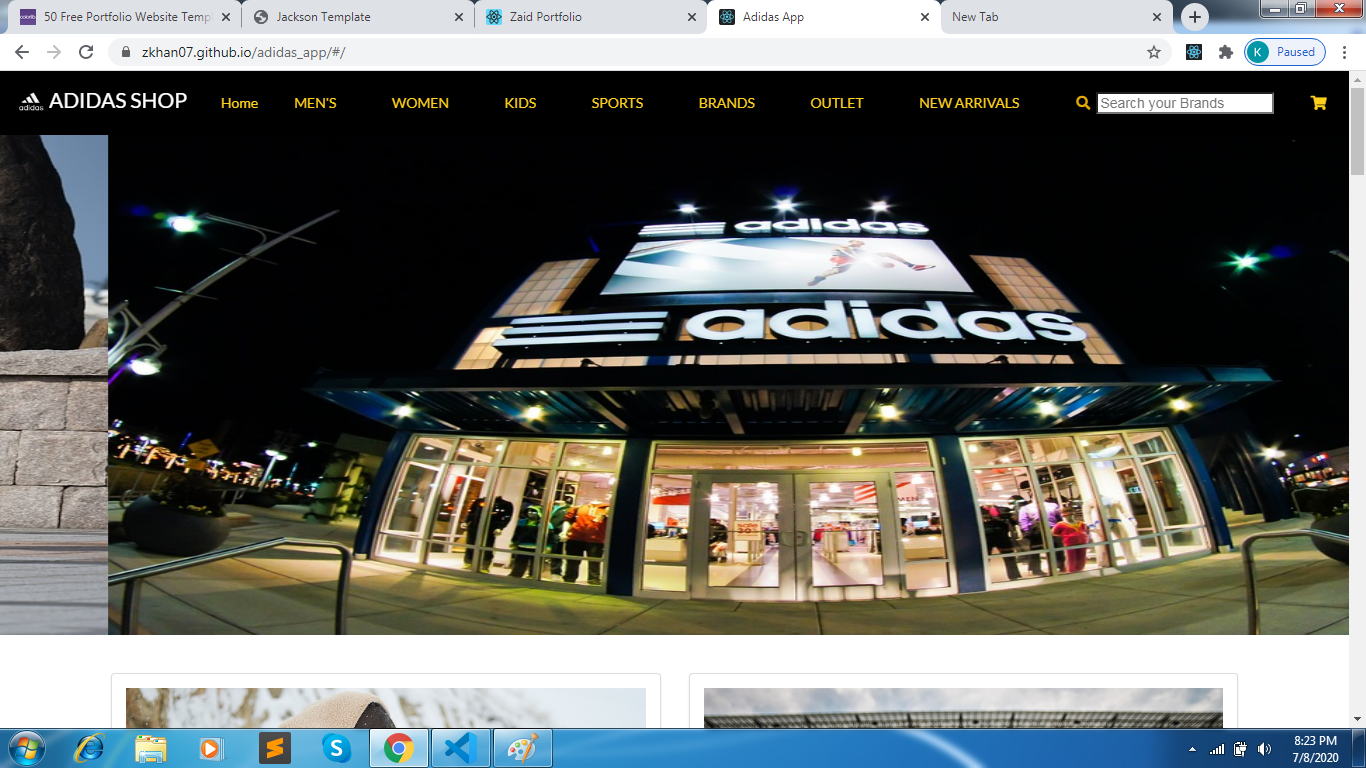 50 Free Portfolio Website Temp
Jackson Template
Zaid Portfolio
Adidas App
New Tab
zkhan07.github.io/adidas_app/#/
K Paused
adidas ADIDAS SHOP Home MEN'S WOMEN KIDS SPORTS BRANDS OUTLET NEW ARRIVALS Search your Brands
adidas
adidas
MEN
8:23 PM
7/8/2020